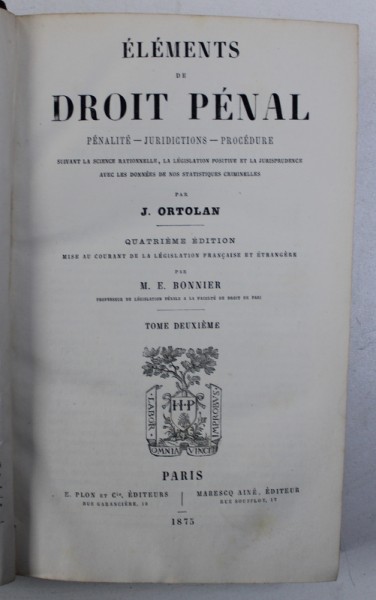 ÉLÉMENTS
DE
DROIT PÉNAL
PÉNALITÉ — JURIDICTIONS — PROCÉDURE
SUIVANT LA SCIENCE RATIONNELLE, LA LÉGISLATION POSITIVE ET LA JURISPRUDENCE
AVEC LES DONNÉES DE NOS STATISTIQUES CRIMINELLES
PAR
J. ORTOLAN
QUATRIÈME ÉDITION
MISE AU COURANT DE LA LÉGISLATION FRANÇAISE ET ÉTRANGÈRE
PAR
M. E. BONNIER
PROFESSEUR DE LÉGISLATION PÉNALE A LA FACULTÉ DE DROIT DE
TOME DEUXIÈME
HP
LABOR OMNIA VINCIT IMPROBUS
PARIS
E. PLON ET Cie, ÉDITEURS
RUE GARANCIÈRE, 10
MARESCQ AINÉ, ÉDITEUR
RUE SOUFFLOT, 17
1875